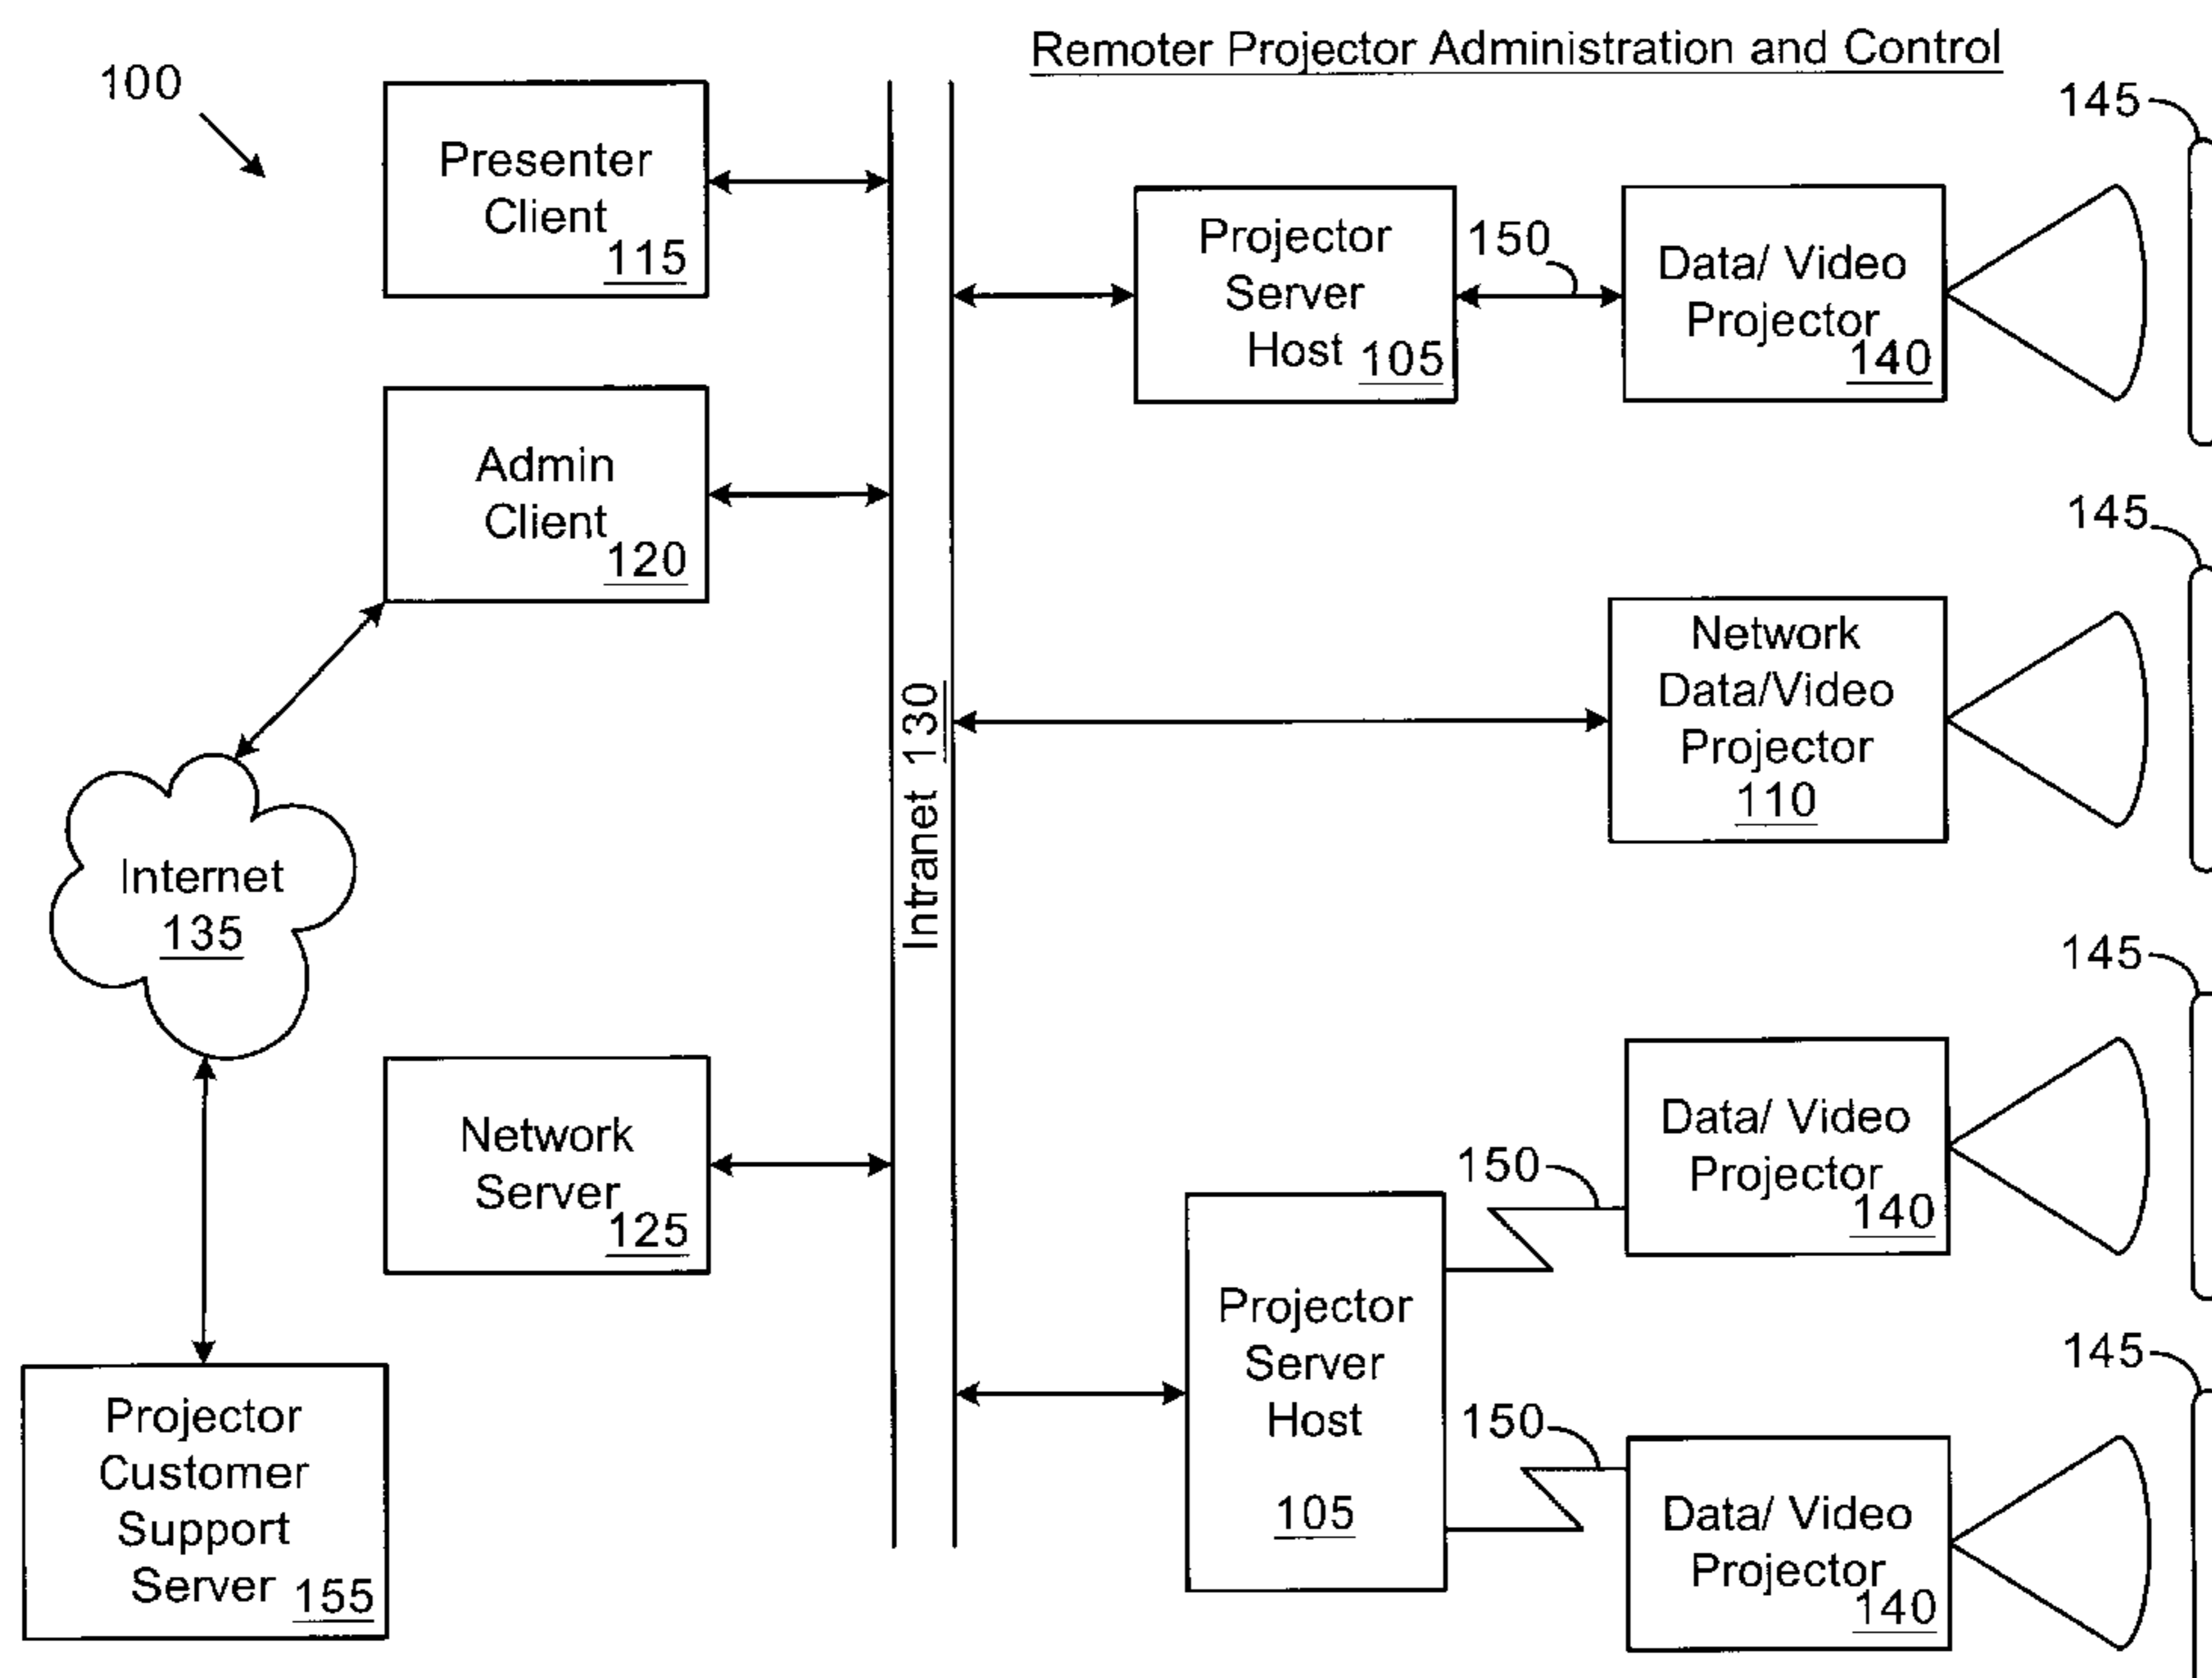 Remoter Projector Administration and Control
100
Presenter
Client
115
Admin
Client
120
Internet
135
Network
Server
125
Projector
Customer
Support
Server
155
Intranet 130
Projector
Server
Host
105
150
Data/ Video
Projector
140
145
Network
Data/Video
Projector
110
145
Projector
Server
Host
105
150
Data/ Video
Projector
140
145
150
Data/ Video
Projector
140
145